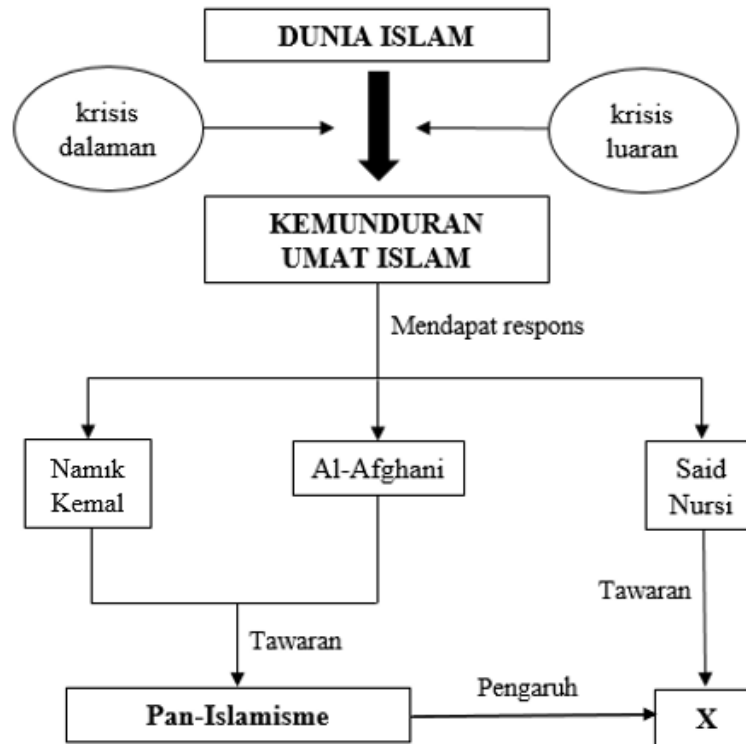 DUNIA ISLAM
krisis
dalaman
krisis
luaran
KEMUNDURAN
UMAT ISLAM
Mendapat respons
Namık
Kemal
Al-Afghani
Said
Nursi
Tawaran
Tawaran
Pan-Islamisme
Pengaruh
X